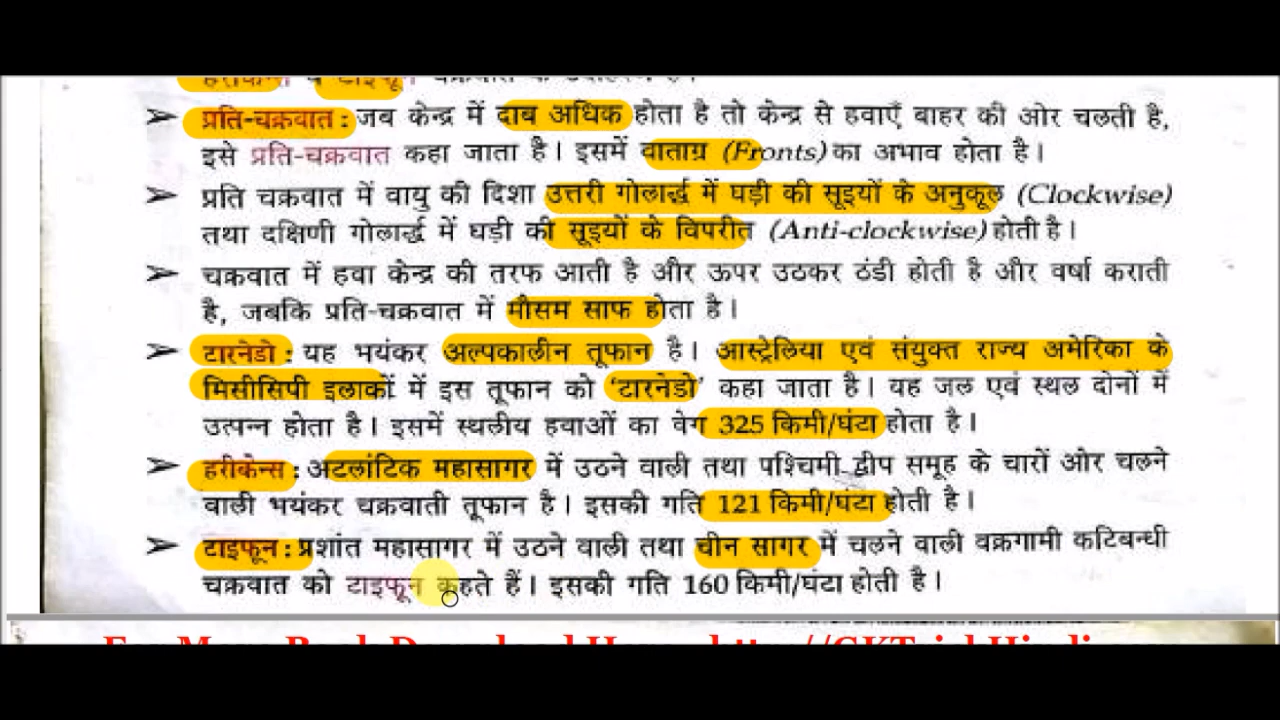 ➢ प्रति-चक्रवात : जब केन्द्र में दाब अधिक होता है तो केन्द्र से हवाएँ बाहर की ओर चलती है,
इसे प्रति-चक्रवात कहा जाता है। इसमें वाताग्र (Fronts) का अभाव होता है।
➢ प्रति चक्रवात में वायु की दिशा उत्तरी गोलार्द्ध में घड़ी की सूइयों के अनुकूल (Clockwise)
तथा दक्षिणी गोलार्द्ध में घड़ी की सूइयों के विपरीत (Anti-clockwise) होती है।
➢ चक्रवात में हवा केन्द्र की तरफ आती है और ऊपर उठकर ठंडी होती है और वर्षा कराती
है, जबकि प्रति-चक्रवात में मौसम साफ होता है।
➢ टारनेडो : यह भयंकर अल्पकालीन तूफान है। आस्ट्रेलिया एवं संयुक्त राज्य अमेरिका के
मिसीसिपी इलाकों में इस तूफान को ‘टारनेडो’ कहा जाता है। यह जल एवं स्थल दोनों में
उत्पन्न होता है। इसमें स्थलीय हवाओं का वेग 325 किमी/घंटा होता है।
➢ हरीकेन्स : अटलांटिक महासागर में उठने वाली तथा पश्चिमी द्वीप समूह के चारों ओर चलने
वाली भयंकर चक्रवाती तूफान है। इसकी गति 121 किमी/घंटा होती है।
➢ टाइफून : प्रशांत महासागर में उठने वाली तथा चीन सागर में चलने वाली वक्रगामी कटिबन्धी
चक्रवात को टाइफून कहते हैं। इसकी गति 160 किमी/घंटा होती है।